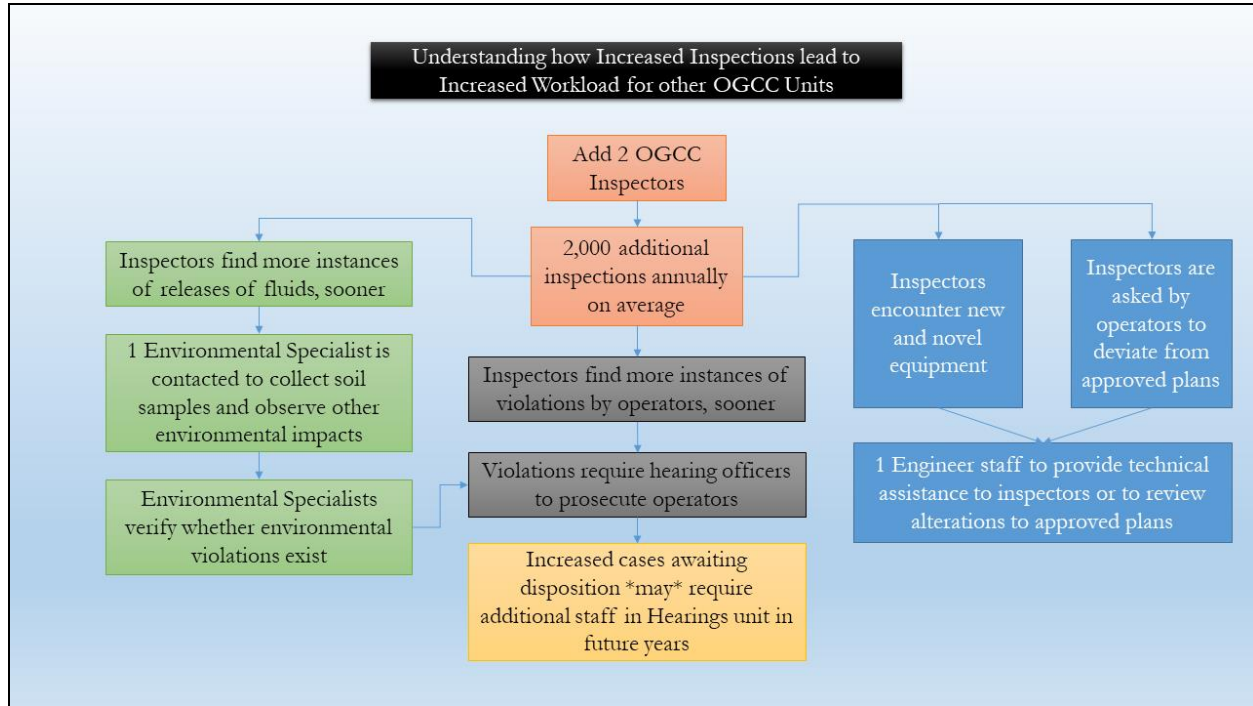 Understanding how Increased Inspections lead to
Increased Workload for other OGCC Units
Add 2 OGCC
Inspectors
2,000 additional
inspections annually
on average
Inspectors find more instances
of releases of fluids, sooner
1 Environmental Specialist is
contacted to collect soil
samples and observe other
environmental impacts
Environmental Specialists
verify whether environmental
violations exist
Inspectors find more instances of
violations by operators, sooner
Violations require hearing officers
to prosecute operators
Increased cases awaiting
disposition *may* require
additional staff in Hearings unit in
future years
Inspectors
encounter new
and novel
equipment
Inspectors are
asked by
operators to
deviate from
approved plans
1 Engineer staff to provide technical
assistance to inspectors or to review
alterations to approved plans